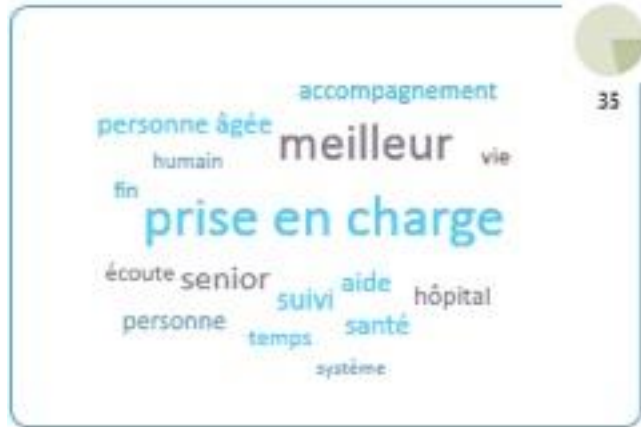 accompagnement
35
personne âgée
meilleur
humain
vie
fin
prise en charge
écoute senior
aide
suivi
hôpital
personne
santé
temps
système